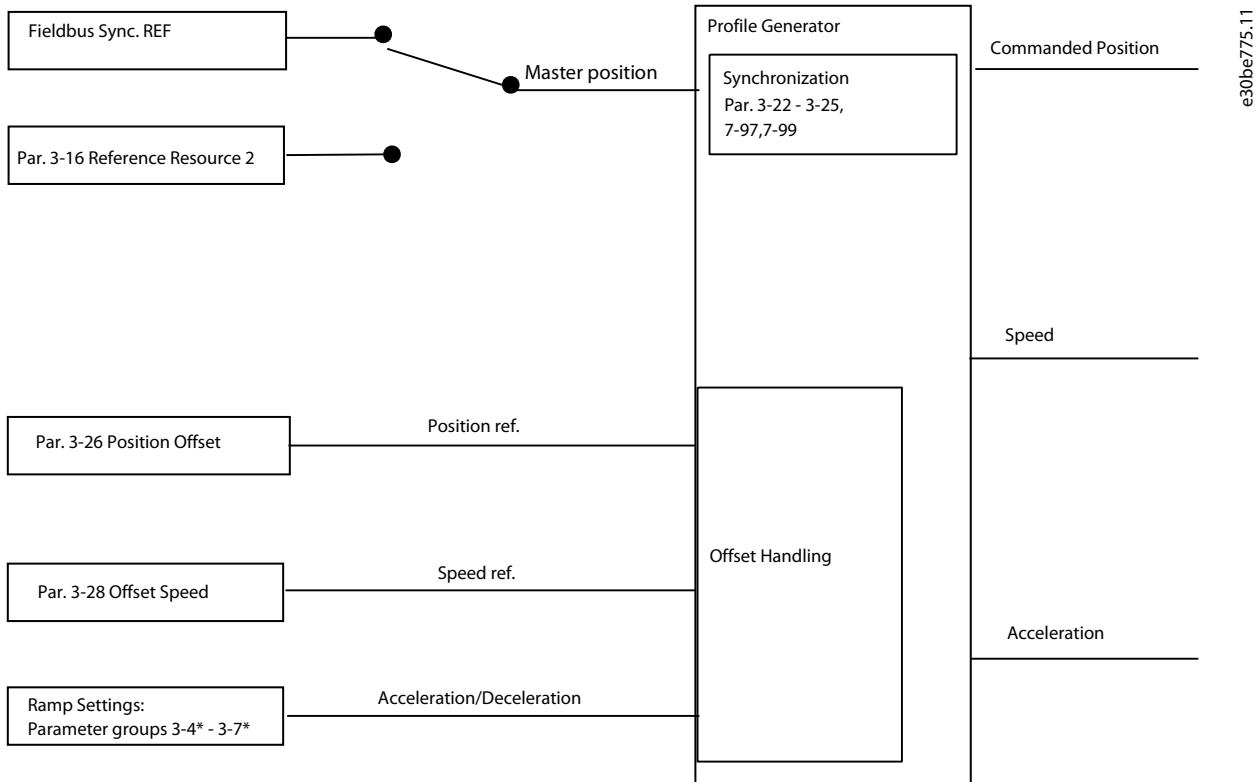 Fieldbus Sync. REF
Par. 3-16 Reference Resource 2
Master position
Profile Generator
Synchronization
Par. 3-22 - 3-25,
7-97,7-99
Commanded Position
e30be775.11
Speed
Par. 3-26 Position Offset
Position ref.
Offset Handling
Par. 3-28 Offset Speed
Speed ref.
Acceleration
Ramp Settings:
Parameter groups 3-4* - 3-7*
Acceleration/Deceleration